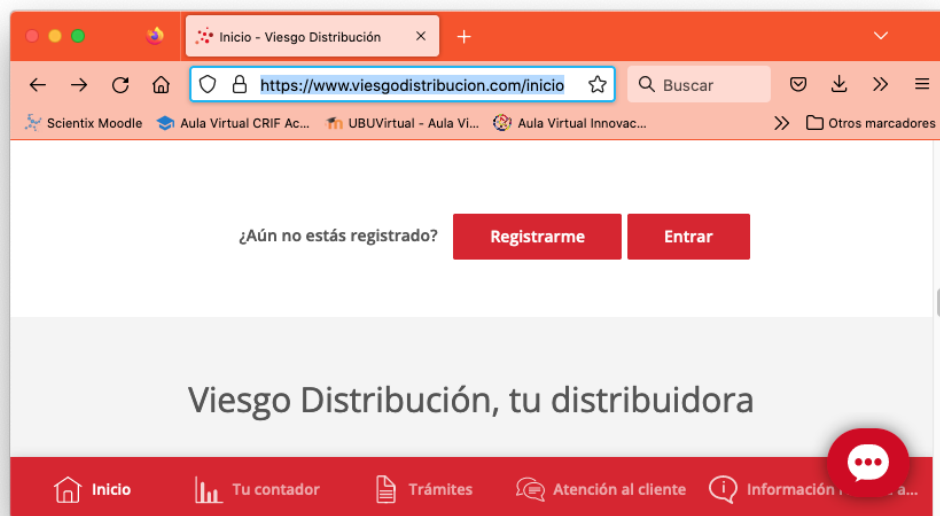 Inicio - Viesgo Distribución
https://www.viesgodistribucion.com/inicio
Buscar
Scientix Moodle Aula Virtual CRIF Ac... UBUVirtual - Aula Vi... Aula Virtual Innovac... Otros marcadores
¿Aún no estás registrado? Registrarme Entrar
Viesgo Distribución, tu distribuidora
Inicio Tu contador Trámites Atención al cliente Información a...